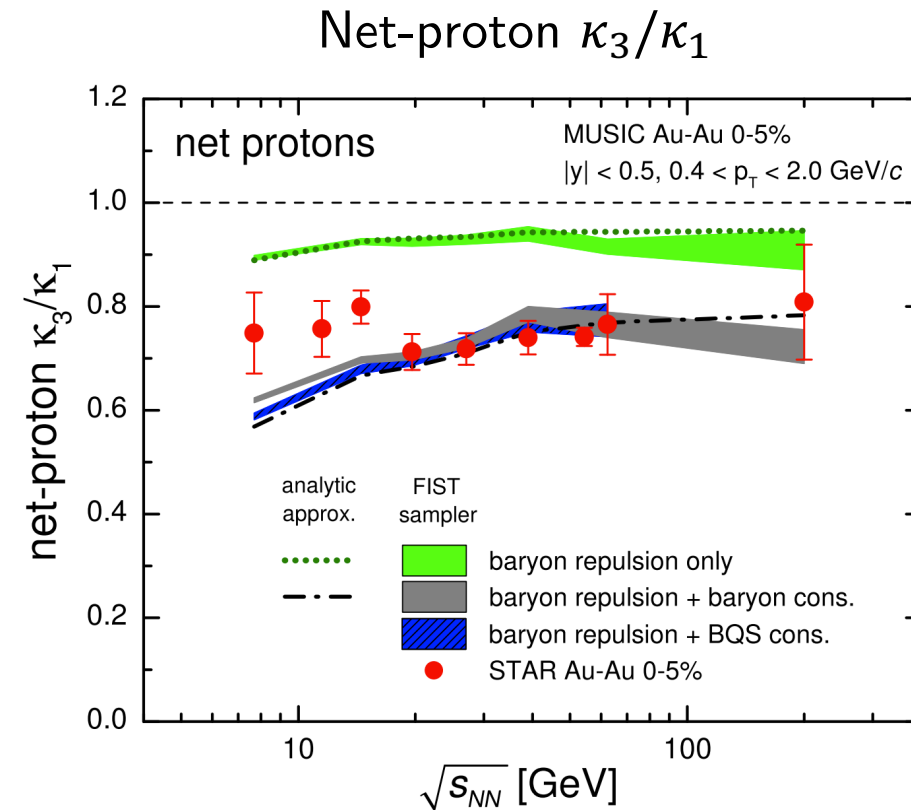 Net-proton κ₃/κ₁
net protons
MUSIC Au-Au 0-5%
|y| < 0.5, 0.4 < p_T < 2.0 GeV/c
net-proton κ₃/κ₁
1.2
1.0
0.8
0.6
0.4
0.2
0.0
analytic approx.
FIST sampler
baryon repulsion only
baryon repulsion + baryon cons.
baryon repulsion + BQS cons.
STAR Au-Au 0-5%
10
100
√s_NN [GeV]